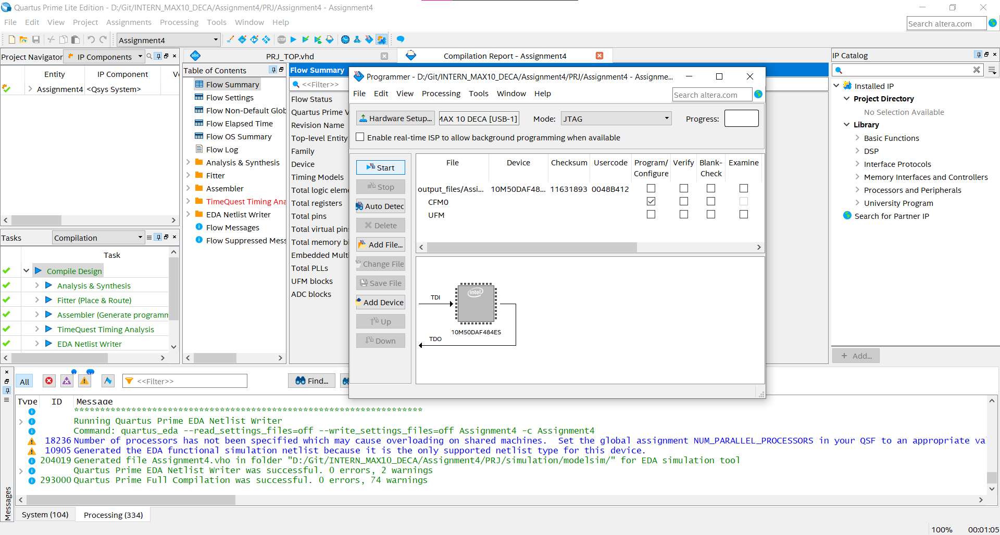 Quartus Prime Lite Edition - D:/Git/INTERN_MAX10_DECA/Assignment4/PRJ/Assignment4 - Assignment4
File Edit View Project Assignments Processing Tools Window Help
Search altera.com
Assignment4
Project Navigator IP Components
Entity IP Component
Assignment4 <Qsys System>
Tasks Compilation
Task
Compile Design
Analysis & Synthesis
Fitter (Place & Route)
Assembler (Generate programm
TimeQuest Timing Analysis
EDA Netlist Writer
PRJ_TOP.vhd
Compilation Report - Assignment4
Table of Contents
Flow Summary
Flow Settings
Flow Non-Default Glob
Flow Elapsed Time
Flow OS Summary
Flow Log
Analysis & Synthesis
Fitter
Assembler
TimeQuest Timing Ana
EDA Netlist Writer
Flow Messages
Flow Suppressed Mess
Flow Summary
<<Filter>>
Flow Status
Quartus Prime V
Revision Name
Top-level Entity
Family
Device
Timing Models
Total logic eleme
Total registers
Total pins
Total virtual pins
Total memory bi
Embedded Multi
Total PLLs
UFM blocks
ADC blocks
Programmer - D:/Git/INTERN_MAX10_DECA/Assignment4/PRJ/Assignment4 - Assignme...
File Edit View Processing Tools Window Help
Search altera.com
Hardware Setup... MAX 10 DECA [USB-1] Mode: JTAG Progress:
Enable real-time ISP to allow background programming when available
Start
Stop
Auto Detec
Delete
Add File...
Change File
Save File
Add Device
Up
Down
File Device Checksum Usercode Program/ Verify Blank- Examine
Configure Check
output_files/Assi... 10M50DAF48... 11631893 0048B412
CFM0
UFM
TDI
intel
10M50DAF484ES
TDO
IP Catalog
Installed IP
Project Directory
No Selection Available
Library
Basic Functions
DSP
Interface Protocols
Memory Interfaces and Controllers
Processors and Peripherals
University Program
Search for Partner IP
+ Add...
All <<Filter>> Find...
Type ID Message
*******************************************************************
Running Quartus Prime EDA Netlist Writer
Command: quartus_eda --read_settings_files=off --write_settings_files=off Assignment4 -c Assignment4
18236 Number of processors has not been specified which may cause overloading on shared machines. Set the global assignment NUM_PARALLEL_PROCESSORS in your QSF to an appropriate va
10905 Generated the EDA functional simulation netlist because it is the only supported netlist type for this device.
204019 Generated file Assignment4.vho in folder "D:/Git/INTERN_MAX10_DECA/Assignment4/PRJ/simulation/modelsim/" for EDA simulation tool
Quartus Prime EDA Netlist Writer was successful. 0 errors, 2 warnings
293000 Quartus Prime Full Compilation was successful. 0 errors, 74 warnings
Messages
System (104) Processing (334)
100% 00:01:05